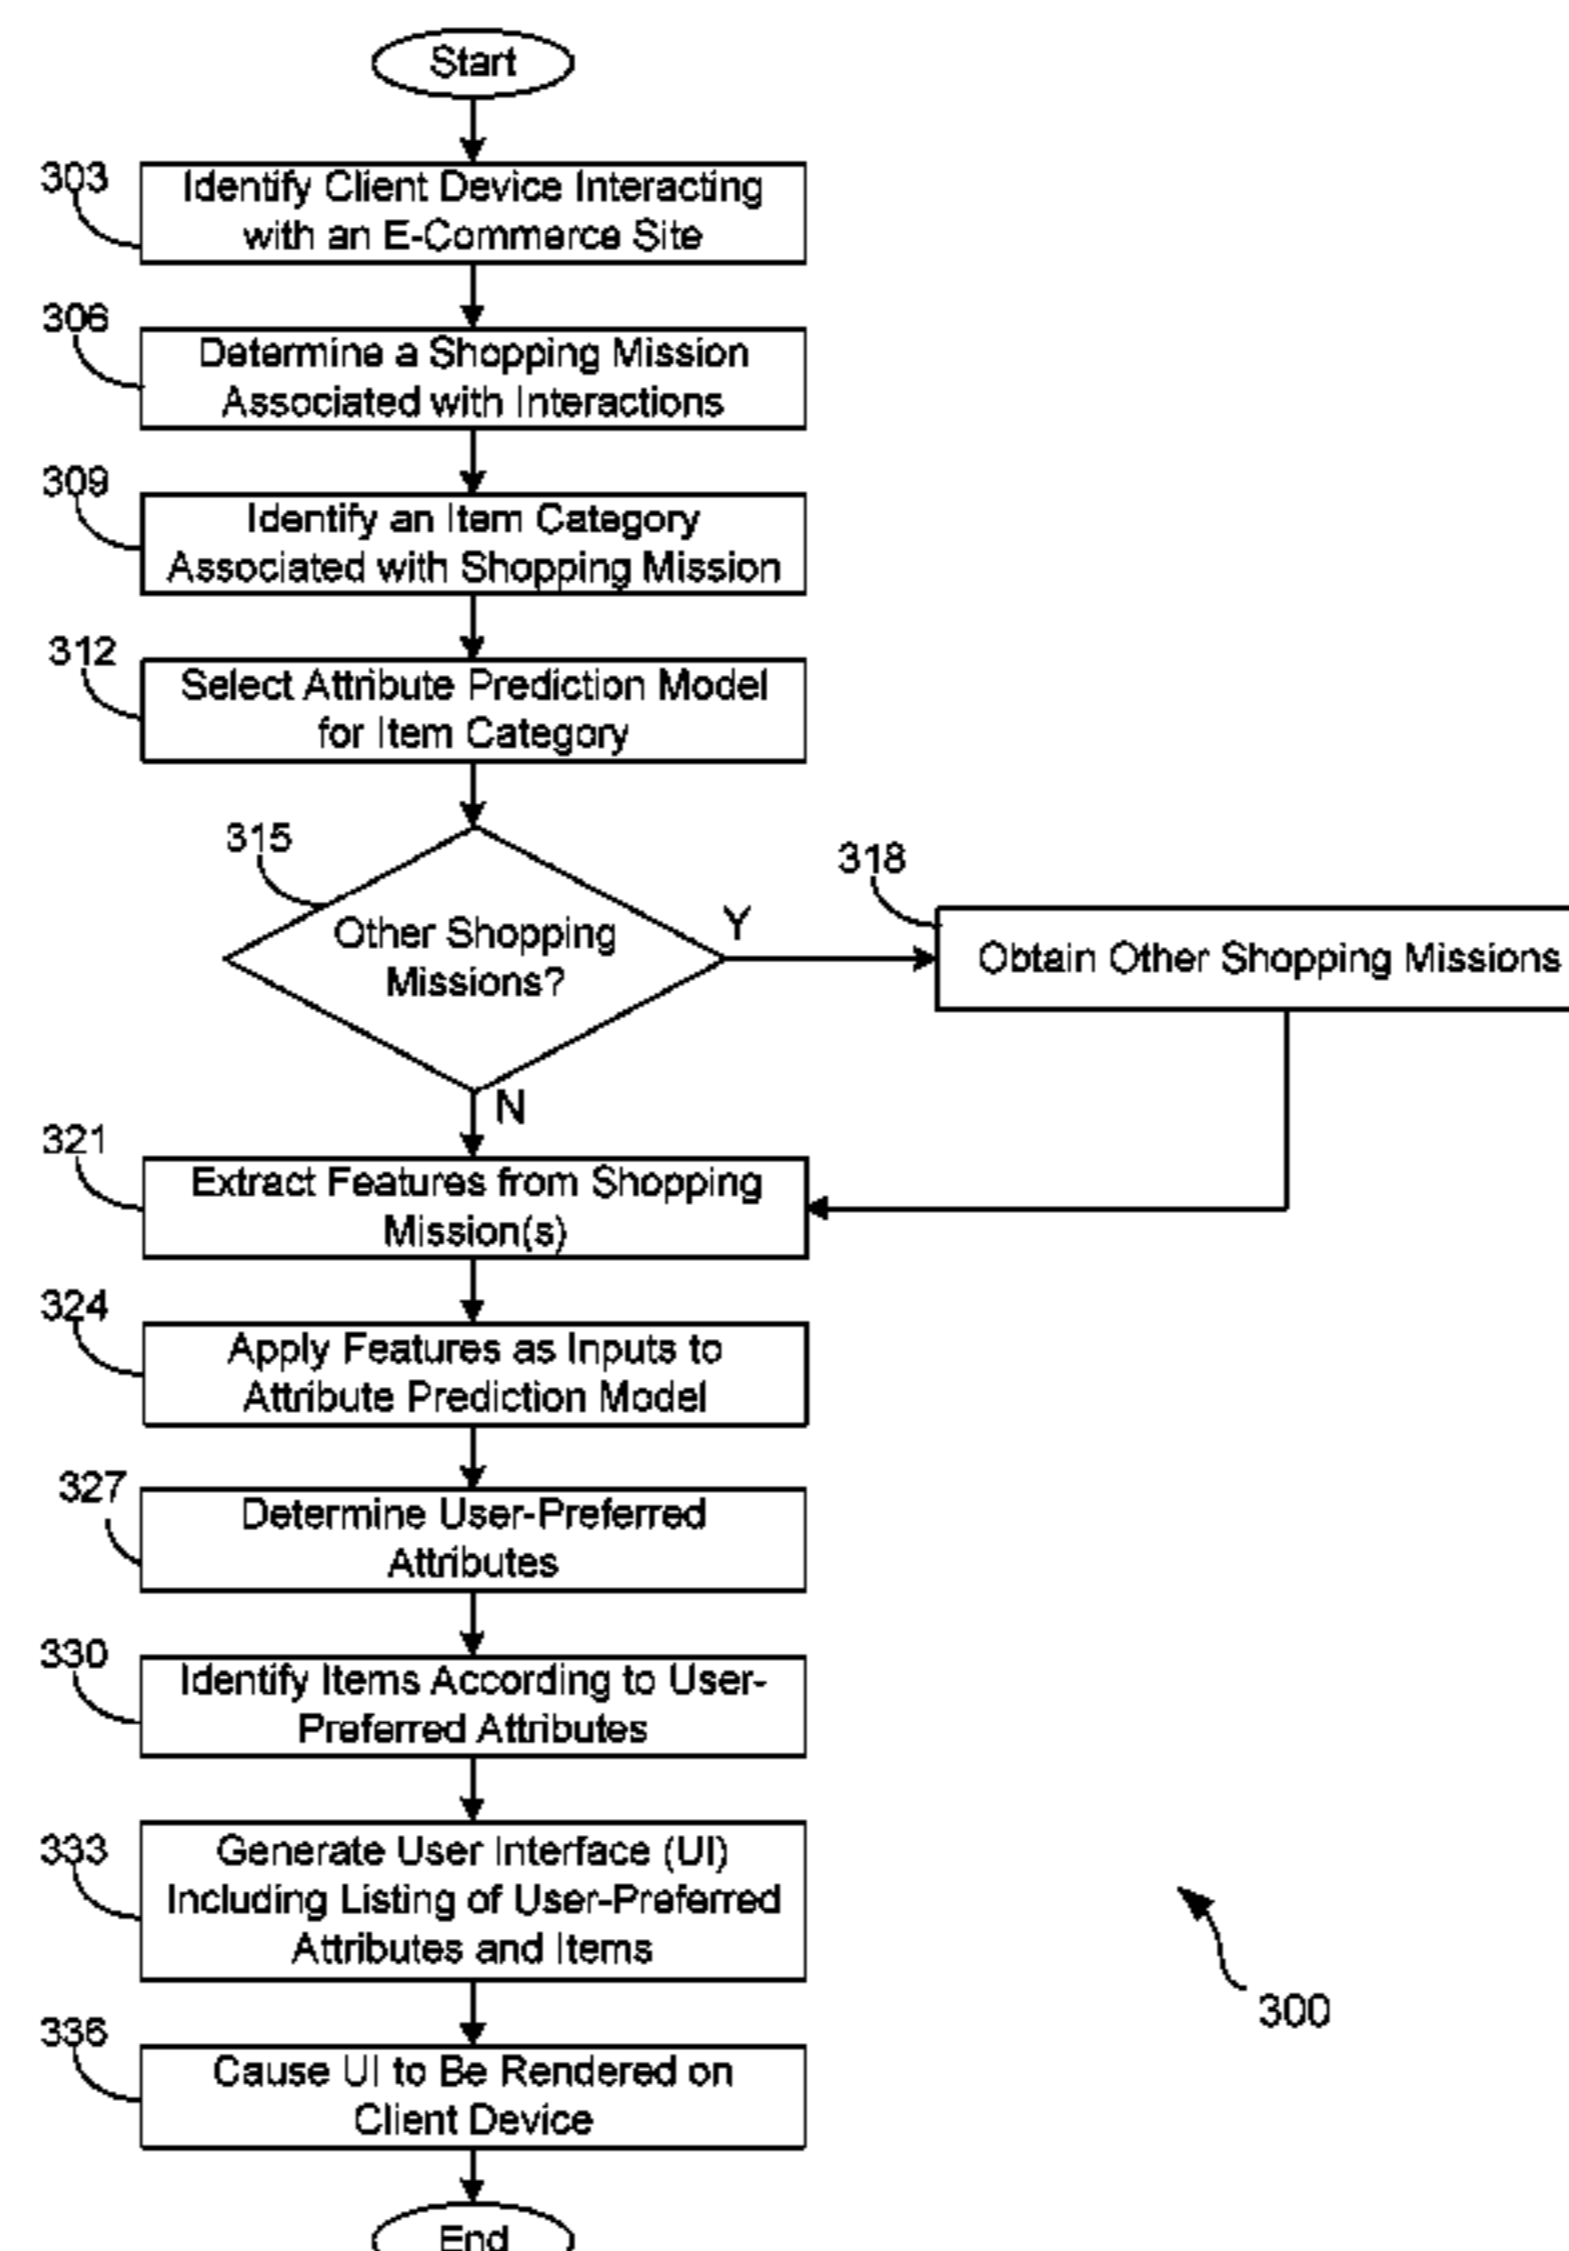 Start
303
Identify Client Device Interacting
with an E-Commerce Site
306
Determine a Shopping Mission
Associated with Interactions
309
Identify an Item Category
Associated with Shopping Mission
312
Select Attribute Prediction Model
for Item Category
315
Other Shopping
Missions?
Y
318
Obtain Other Shopping Missions
N
321
Extract Features from Shopping
Mission(s)
324
Apply Features as Inputs to
Attribute Prediction Model
327
Determine User-Preferred
Attributes
330
Identify Items According to User-
Preferred Attributes
333
Generate User Interface (UI)
Including Listing of User-Preferred
Attributes and Items
336
Cause UI to Be Rendered on
Client Device
300
End